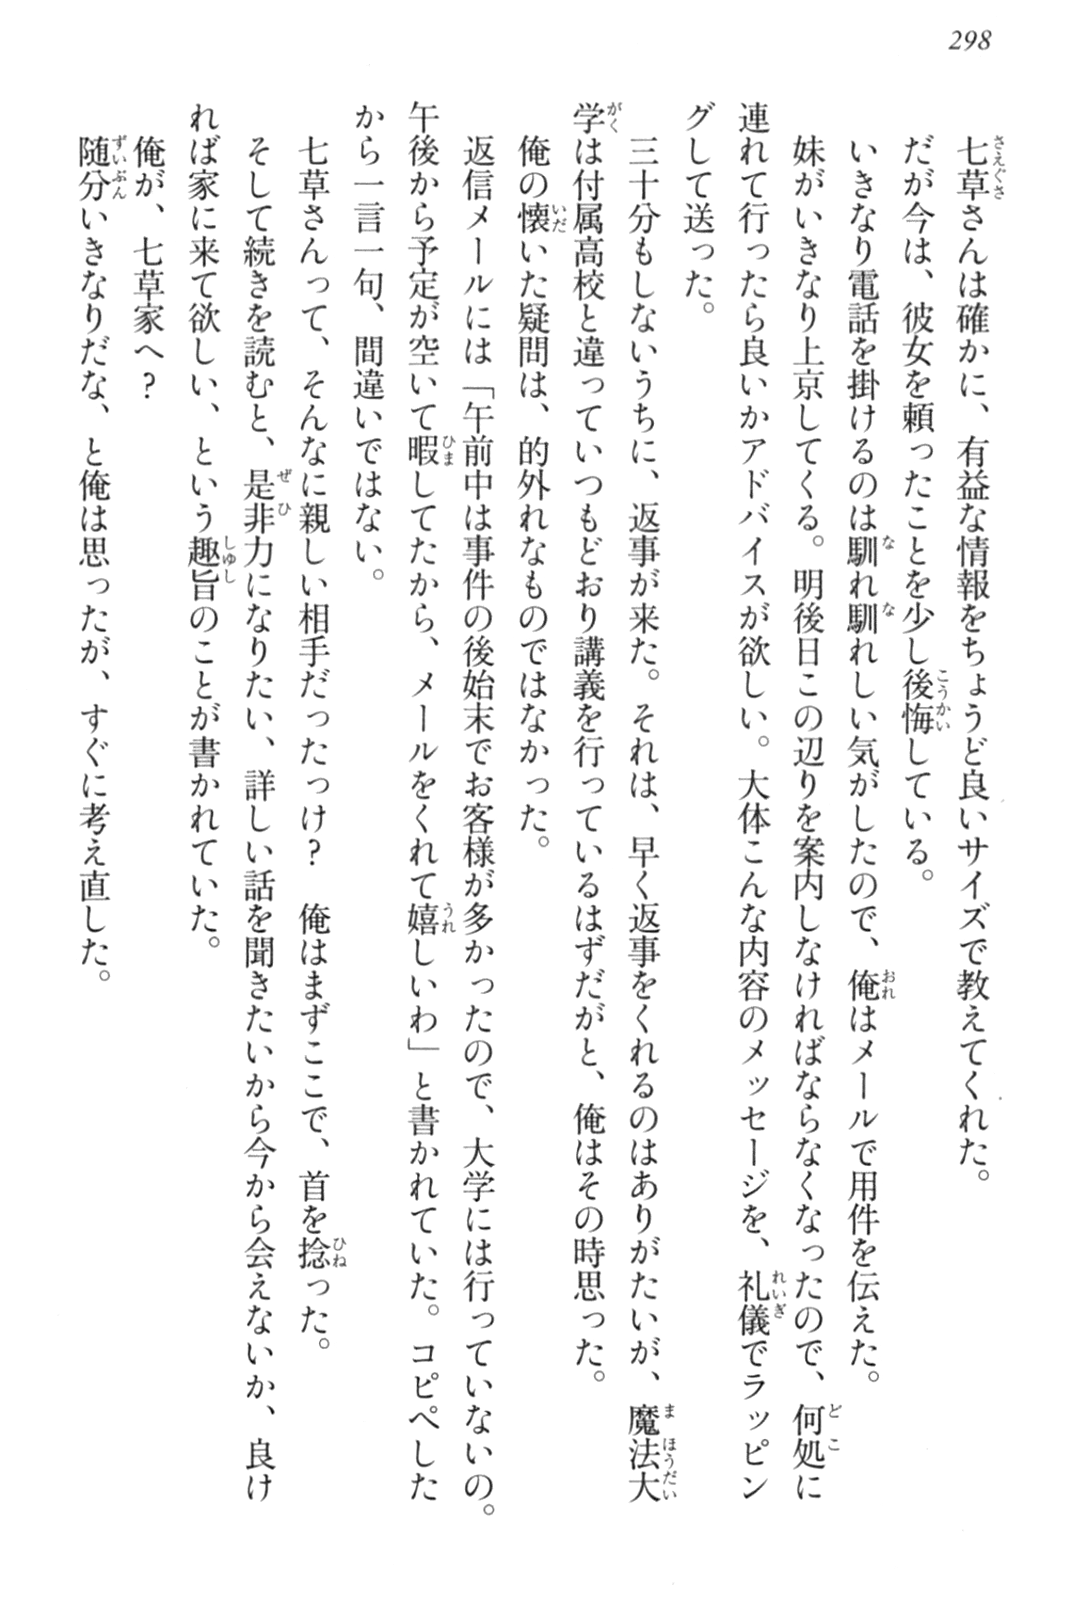 298
七草さんは確かに、有益な情報をちょうど良いサイズで教えてくれた。
だが今は、彼女を頼ったことを少し後悔している。
いきなり電話を掛けるのは馴れ馴れしい気がしたので、俺はメールで用件を伝えた。
妹がいきなり上京してくる。明後日この辺りを案内しなければならなくなったので、何処に
連れて行ったら良いかアドバイスが欲しい。大体こんな内容のメッセージを、礼儀でラッピン
グして送った。
三十分もしないうちに、返事が来た。それは、早く返事をくれるのはありがたいが、魔法大
学は付属高校と違っていつもどおり講義を行っているはずだがと、俺はその時思った。
俺の懐いた疑問は、的外れなものではなかった。
返信メールには「午前中は事件の後始末でお客様が多かったので、大学には行っていないの。
午後から予定が空いて暇してたから、メールをくれて嬉しいわ」と書かれていた。コピペした
から一言一句、間違いではない。
七草さんって、そんなに親しい相手だったっけ？　俺はまずここで、首を捻った。
そして続きを読むと、是非力になりたい、詳しい話を聞きたいから今から会えないか、良け
れば家に来て欲しい、という趣旨のことが書かれていた。
俺が、七草家へ？
随分いきなりだな、と俺は思ったが、すぐに考え直した。